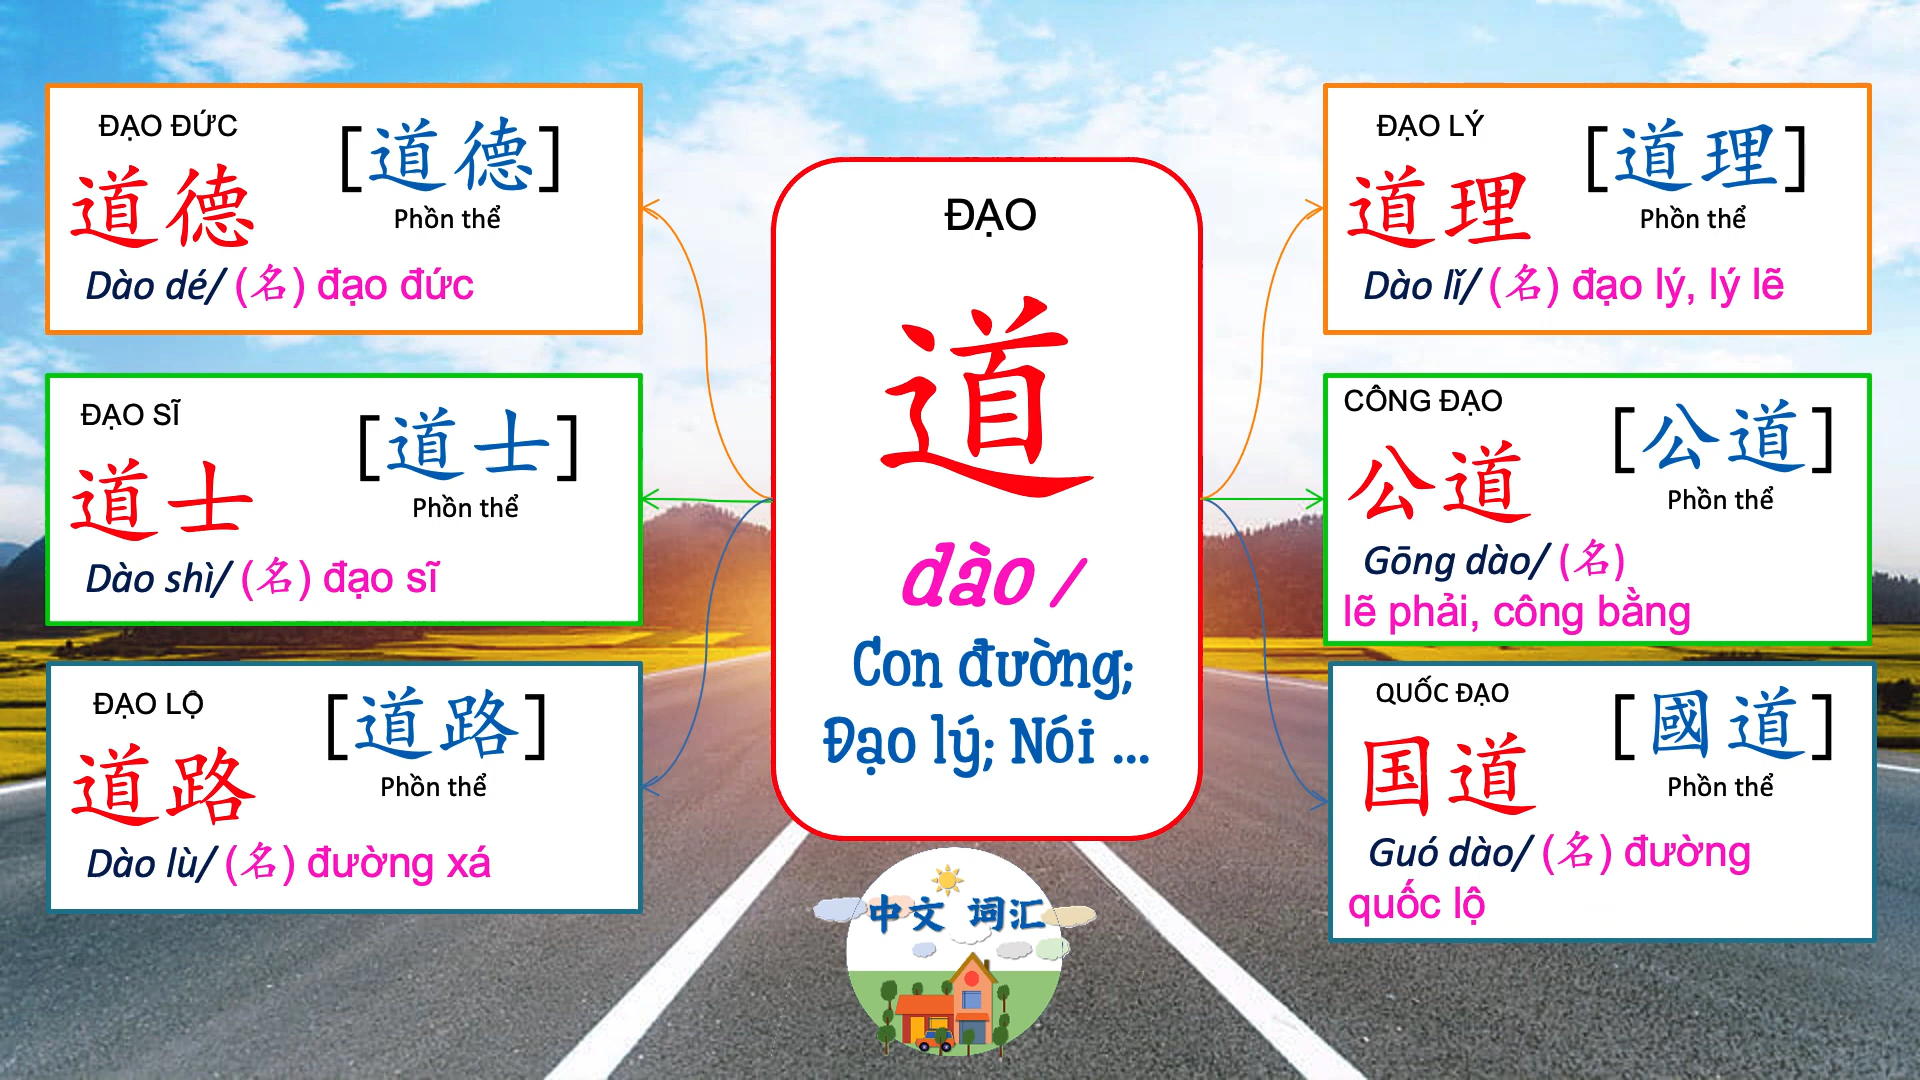 ĐẠO ĐỨC
道德 [道德]
Phồn thể
Dào dé/ (名) đạo đức
ĐẠO SĨ
道士 [道士]
Phồn thể
Dào shì/ (名) đạo sĩ
ĐẠO LỘ
道路 [道路]
Phồn thể
Dào lù/ (名) đường xá
ĐẠO
道
dào /
Con đường;
Đạo lý; Nói ...
中文 词汇
ĐẠO LÝ
道理 [道理]
Phồn thể
Dào lǐ/ (名) đạo lý, lý lẽ
CÔNG ĐẠO
公道 [公道]
Phồn thể
Gōng dào/ (名)
lẽ phải, công bằng
QUỐC ĐẠO
国道 [國道]
Phồn thể
Guó dào/ (名) đường
quốc lộ